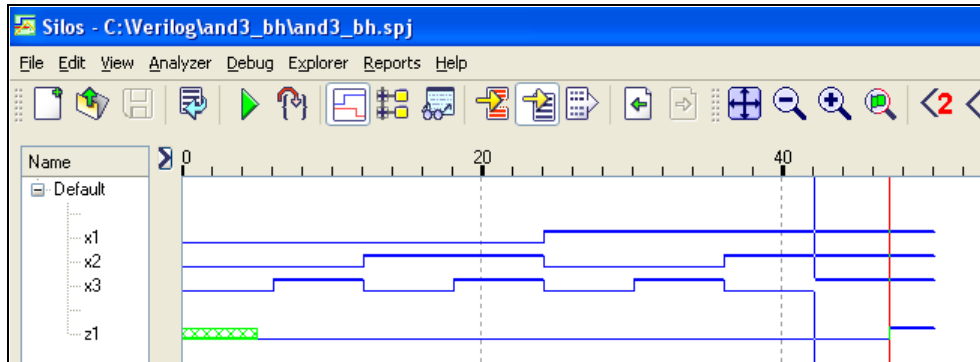 Silos - C:\Verilog\and3_bh\and3_bh.spj
File Edit View Analyzer Debug Explorer Reports Help
2
Name 0 20 40
Default
x1
x2
x3
z1